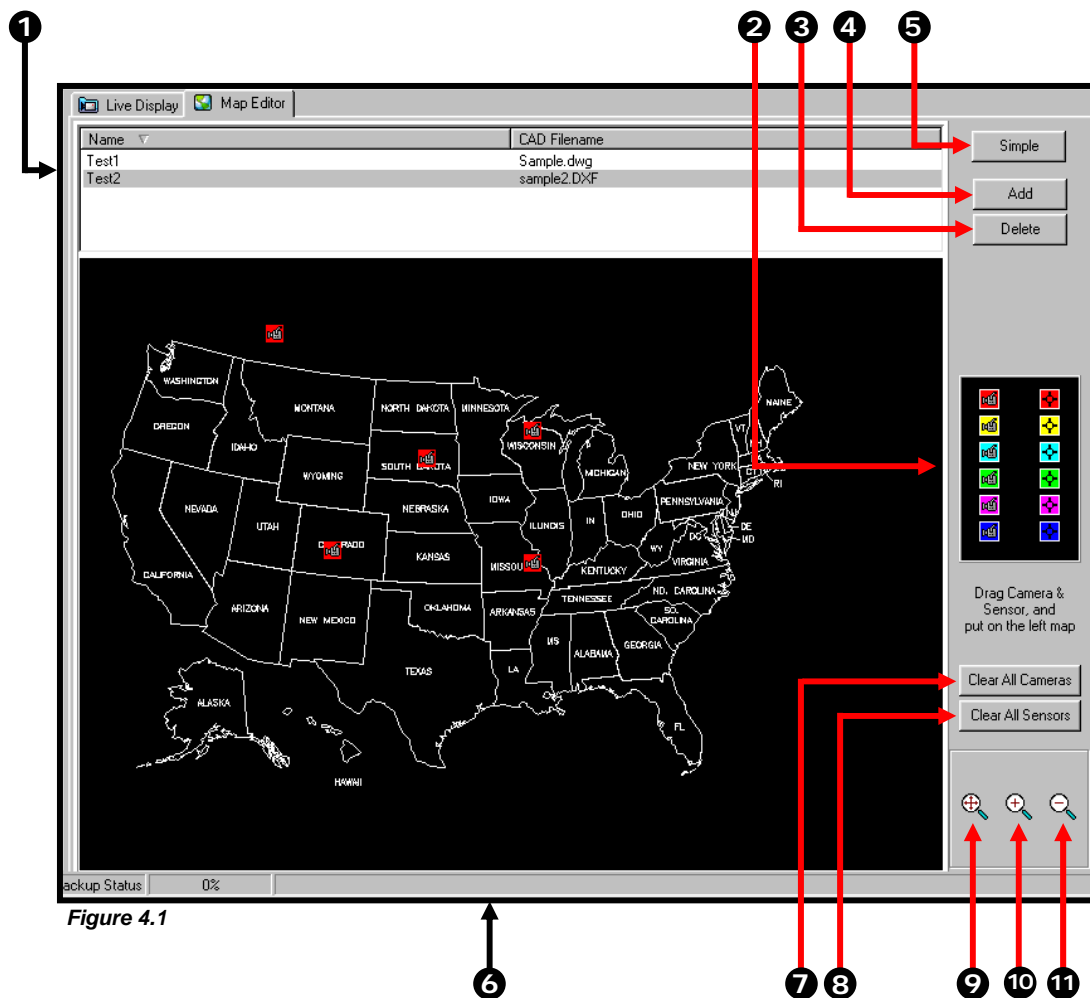 1
2
3
4
5
Live Display
Map Editor
Name
CAD Filename
Test1
Sample.dwg
Test2
sample2.DXF
Simple
Add
Delete
WASHINGTON
MONTANA
NORTH DAKOTA
MINNESOTA
MAINE
OREGON
IDAHO
WISCONSIN
VT
SOUTH DAKOTA
WYOMING
MICHIGAN
NEW YORK
CT
RI
IOWA
PENNSYLVANIA
NEVADA
NEBRASKA
OHIO
UTAH
ILLINOIS
IN
DE
MD
DC
WV
COLORADO
KANSAS
MISSOU
VIRGINIA
KENTUCKY
CALIFORNIA
NO. CAROLINA
TENNESSEE
ARIZONA
OKLAHOMA
ARKANSAS
SO.
CAROLINA
NEW MEXICO
MS
ALABAMA
GEORGIA
TEXAS
LA
ALASKA
FL
HAWAII
Drag Camera &
Sensor, and
put on the left map
Clear All Cameras
Clear All Sensors
ackup Status
0%
Figure 4.1
6
7
8
9
10
11